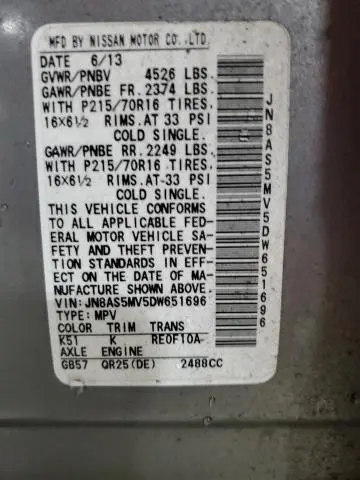 MFD BY NISSAN MOTOR CO.,LTD.
DATE 6/13
GVWR/PNBV 4526 LBS.
GAWR/PNBE FR. 2374 LBS.
WITH P215/70R16 TIRES.
16X6½ RIMS. AT 33 PSI
COLD SINGLE.
GAWR/PNBE RR. 2249 LBS.
WITH P215/70R16 TIRES.
16X6½ RIMS. AT 33 PSI
COLD SINGLE.
THIS VEHICLE CONFORMS
TO ALL APPLICABLE FED-
ERAL MOTOR VEHICLE SA-
FETY AND THEFT PREVEN-
TION STANDARDS IN EFF-
ECT ON THE DATE OF MA-
NUFACTURE SHOWN ABOVE.
VIN: JN8AS5MV5DW651696
TYPE: MPV
COLOR TRIM TRANS
K51 K RE0F10A
AXLE ENGINE
GB57 QR25(DE) 2488CC
JN8AS5MV5DW651696